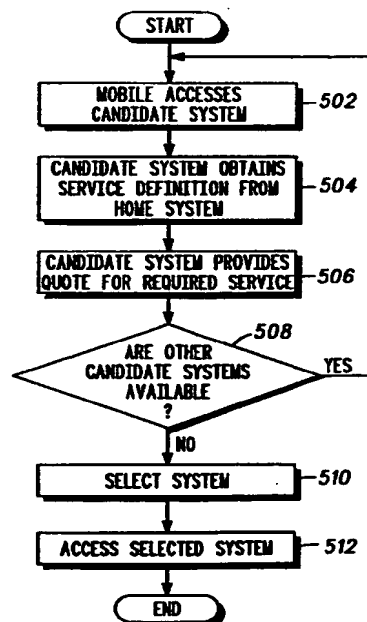 START
MOBILE ACCESSES
CANDIDATE SYSTEM
502
CANDIDATE SYSTEM OBTAINS
SERVICE DEFINITION FROM
HOME SYSTEM
504
CANDIDATE SYSTEM PROVIDES
QUOTE FOR REQUIRED SERVICE
506
508
ARE OTHER
CANDIDATE SYSTEMS
AVAILABLE
?
YES
NO
SELECT SYSTEM
510
ACCESS SELECTED SYSTEM
512
END